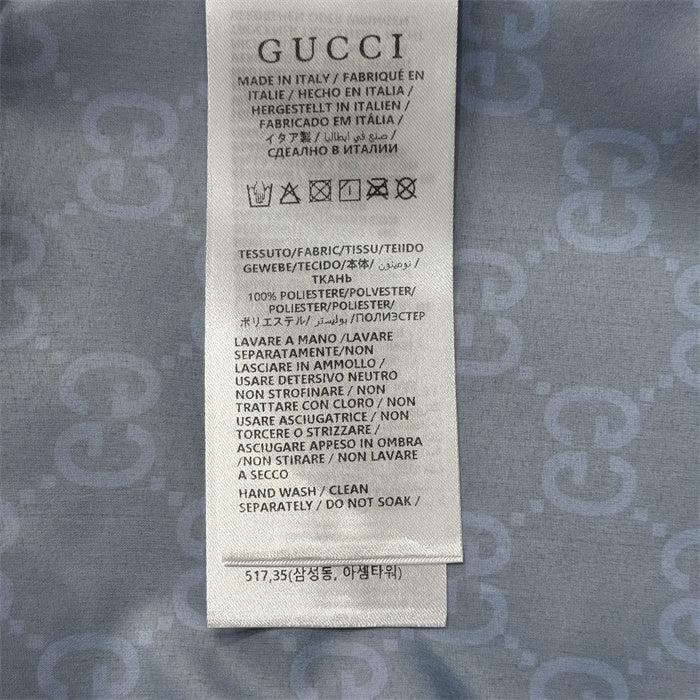 GUCCI
MADE IN ITALY / FABRIQUÉ EN
ITALIE / HECHO EN ITALIA /
HERGESTELLT IN ITALIEN /
FABRICADO EM ITÁLIA /
イタア製 / صنع في ايطاليا /
СДЕАЛНО В ИТАЛИИ
TESSUTO/FABRIC/TISSU/TEIIDO
GEWEBE/TECIDO/本体/ /
ТКАНЬ
100% POLIESTERE/POLVESTER/
POLIESTER/POLIESTER/
ポリエステル/ بوليستر /ПОЛИЭСТЕР
LAVARE A MANO /LAVARE
SEPARATAMENTE/NON
LASCIARE IN AMMOLLO /
USARE DETERSIVO NEUTRO
NON STROFINARE / NON
TRATTARE CON CLORO / NON
USARE ASCIUGATRICE / NON
TORCERE O STRIZZARE /
ASCIUGARE APPESO IN OMBRA
/NON STIRARE / NON LAVARE
A SECCO
HAND WASH / CLEAN
SEPARATELY / DO NOT SOAK /
517,35(삼성동, 아셈타워)